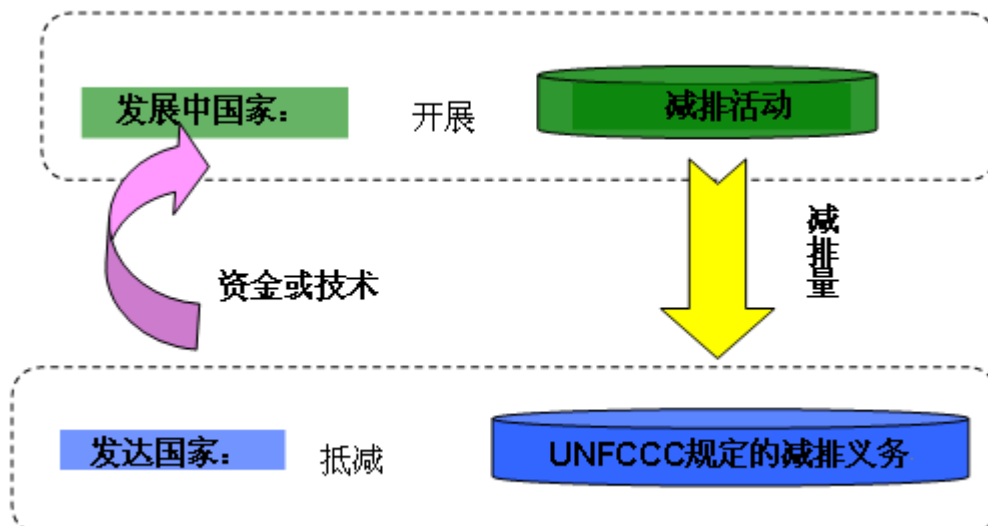 发展中国家：
开展
减排活动
减排量
资金或技术
发达国家：
抵减
UNFCCC规定的减排义务